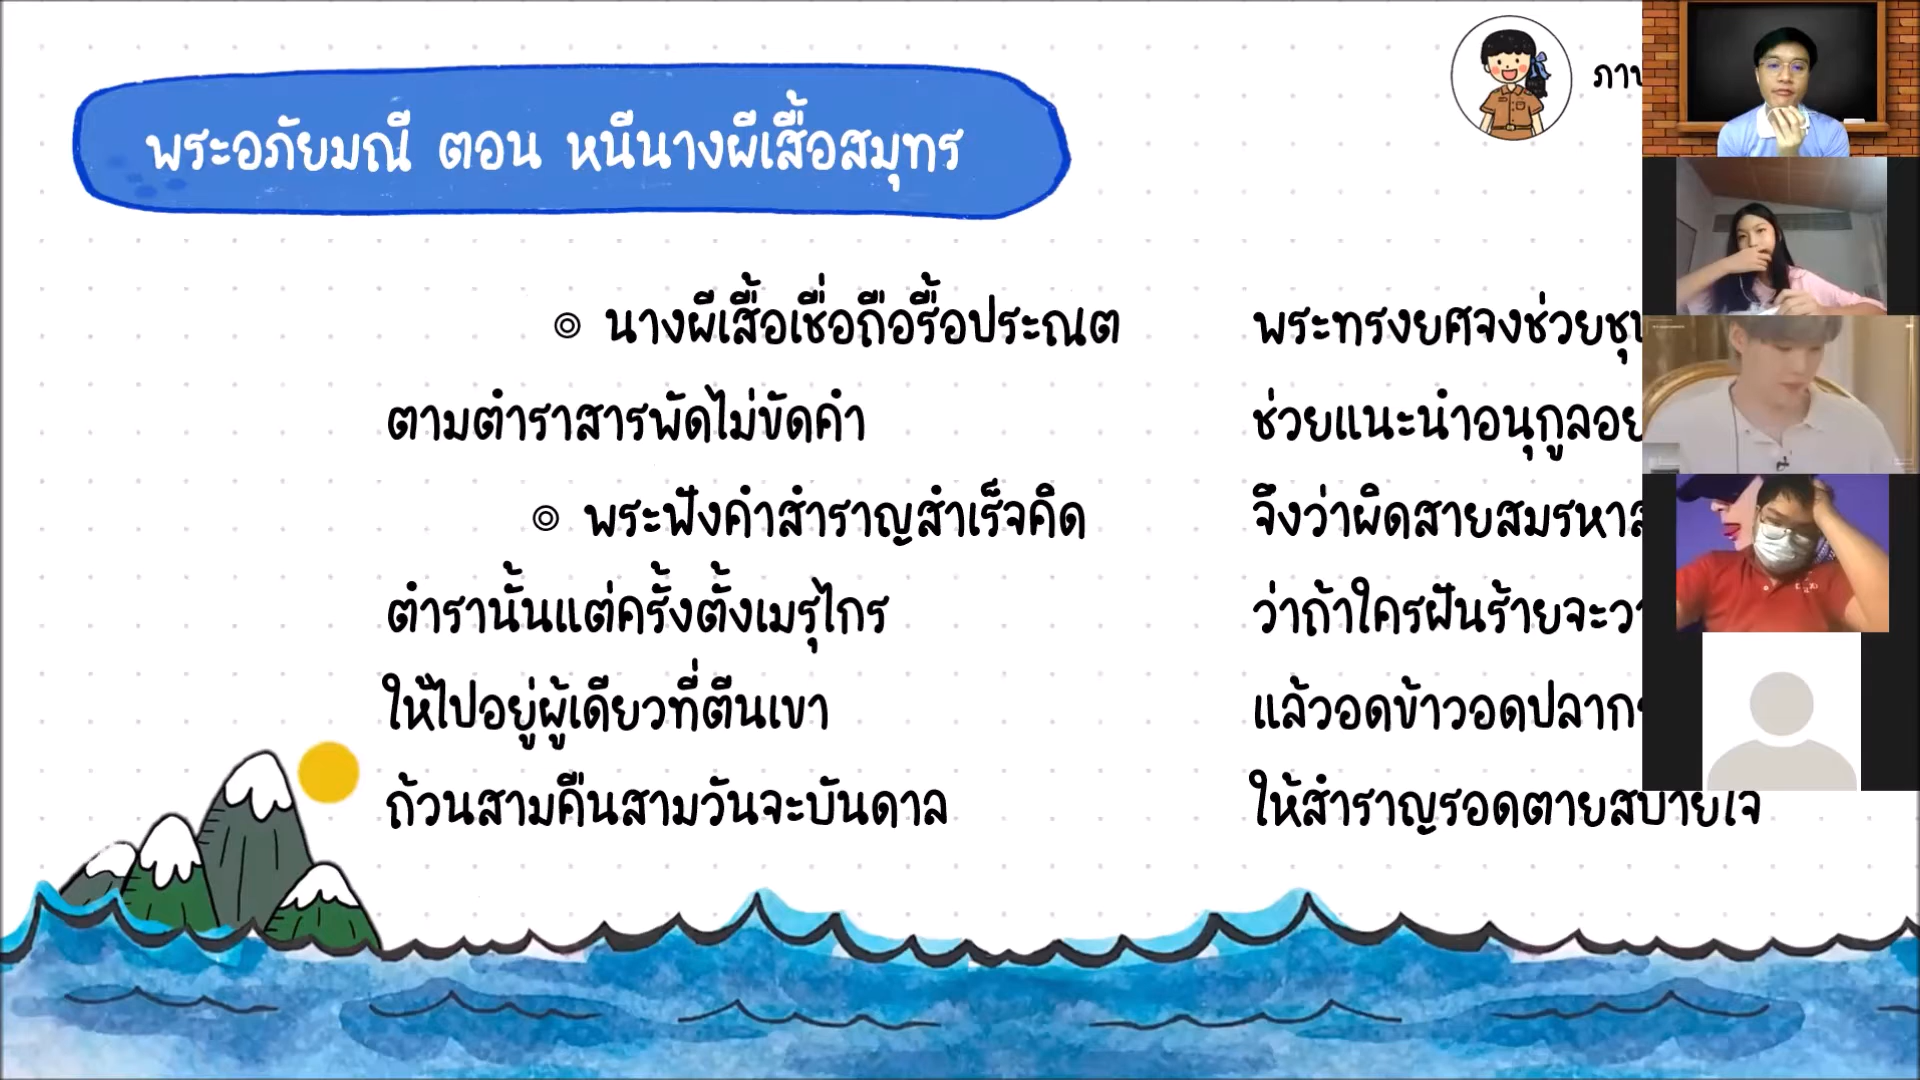 พระอภัยมณี ตอน หนีนางผีเสื้อสมุทร
๏ นางผีเสื้อเชื่อถือรื้อประณต พระทรงยศจงช่วย
ตามตำราสารพัดไม่ขัดคำ ช่วยแนะนำอนุกูล
๏ พระฟังคำสำราญสำเร็จคิด จึงว่าผิดสายสมร
ตำรานั้นแต่ครั้งตั้งเมรุไกร ว่าถ้าใครฝันร้าย
ให้ไปอยู่ผู้เดียวที่ตีนเขา แล้วอดข้าวอดปลา
ถ้วนสามคืนสามวันจะบันดาล ให้สำราญรอดตายสบายใจ